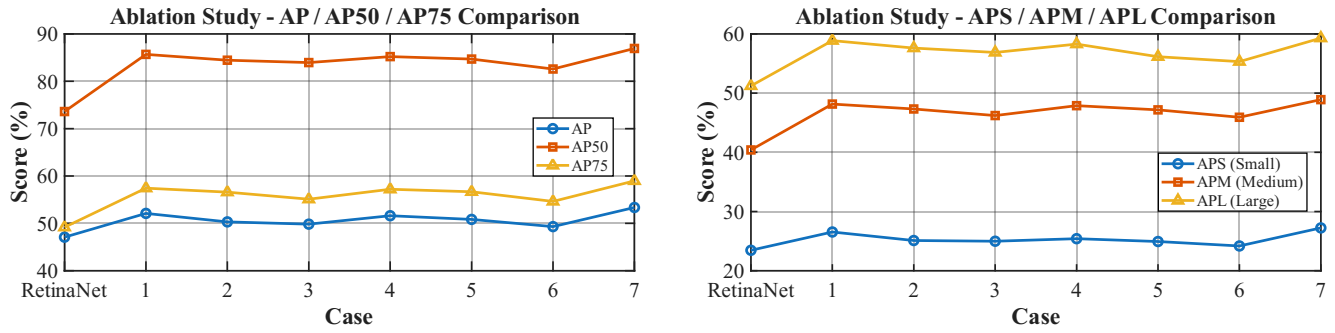 Ablation Study - AP / AP50 / AP75 Comparison
90
80
70
60
50
40
Score (%)
AP
AP50
AP75
RetinaNet 1 2 3 4 5 6 7
Case
Ablation Study - APS / APM / APL Comparison
60
50
40
30
20
Score (%)
APS (Small)
APM (Medium)
APL (Large)
RetinaNet 1 2 3 4 5 6 7
Case